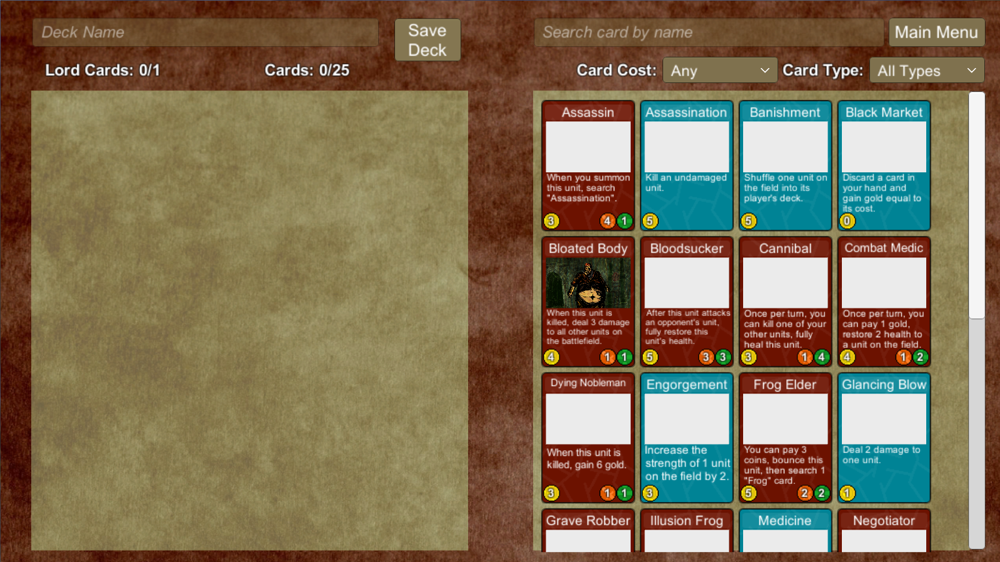 Deck Name
Save
Deck
Search card by name
Main Menu
Lord Cards: 0/1
Cards: 0/25
Card Cost:
Any
Card Type:
All Types
Assassin
When you summon
this unit, search
"Assassination".
3
4
1
Assassination
Kill an undamaged
unit.
5
Banishment
Shuffle one unit on
the field into its
player's deck.
5
Black Market
Discard a card in
your hand and
gain gold equal to
its cost.
0
Bloated Body
When this unit is
killed, deal 3 damage
to all other units on
the battlefield.
4
1
1
Bloodsucker
After this unit attacks
an opponent's unit,
fully restore this
unit's health.
5
3
3
Cannibal
Once per turn, you
can kill one of your
other units, fully
heal this unit.
3
1
4
Combat Medic
Once per turn, you
can pay 1 gold,
restore 2 health to
a unit on the field.
4
1
2
Dying Nobleman
When this unit is
killed, gain 6 gold.
3
1
1
Engorgement
Increase the
strength of 1 unit
on the field by 2.
3
Frog Elder
You can pay 3
coins, bounce this
unit, then search 1
"Frog" card.
5
2
2
Glancing Blow
Deal 2 damage to
one unit.
1
Grave Robber
Illusion Frog
Medicine
Negotiator